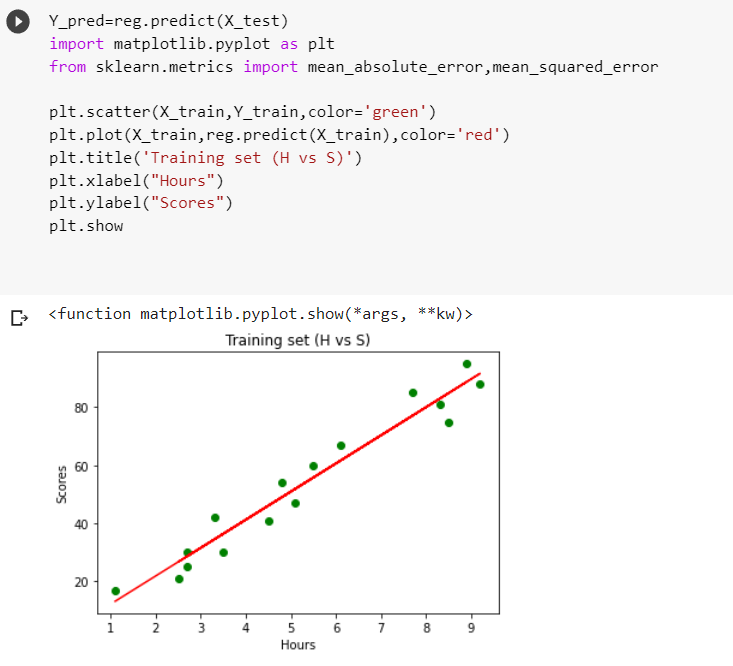 Y_pred=reg.predict(X_test)
import matplotlib.pyplot as plt
from sklearn.metrics import mean_absolute_error,mean_squared_error
plt.scatter(X_train,Y_train,color='green')
plt.plot(X_train,reg.predict(X_train),color='red')
plt.title('Training set (H vs S)')
plt.xlabel("Hours")
plt.ylabel("Scores")
plt.show
<function matplotlib.pyplot.show(*args, **kw)>
Training set (H vs S)
80
60
40
20
Scores
1 2 3 4 5 6 7 8 9
Hours